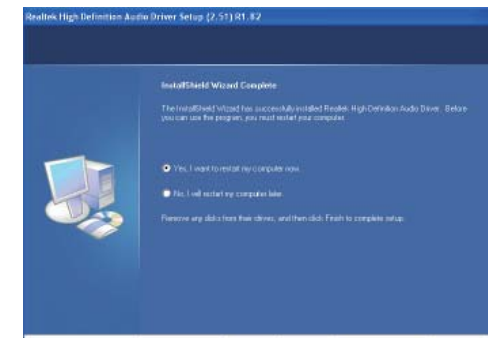 Realtek High Definition Audio Driver Setup (2.51) R1.82
InstallShield Wizard Complete
The InstallShield Wizard has successfully installed Realtek High Definition Audio Driver. Before
you can use the program, you must restart your computer.
Yes, I want to restart my computer now.
No, I will restart my computer later.
Remove any disks from their drives, and then click Finish to complete setup.